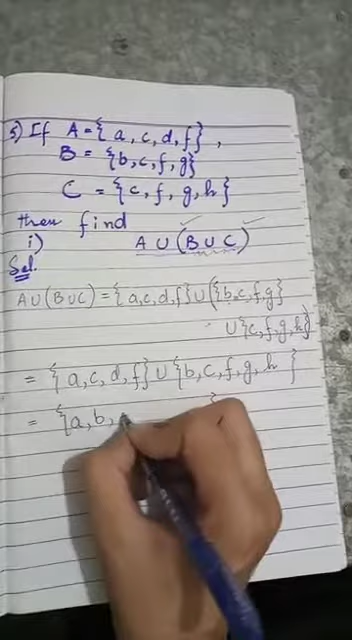 5) If A = { a, c, d, f } ,
B = { b, c, f, g }
C = { c, f, g, h }
then find
i) A ∪ ( B ∪ C )
Sol.
A ∪ ( B ∪ C ) = { a, c, d, f } ∪ ( { b, c, f, g }
∪ { c, f, g, h } )
= { a, c, d, f } ∪ { b, c, f, g, h }
= { a, b, }